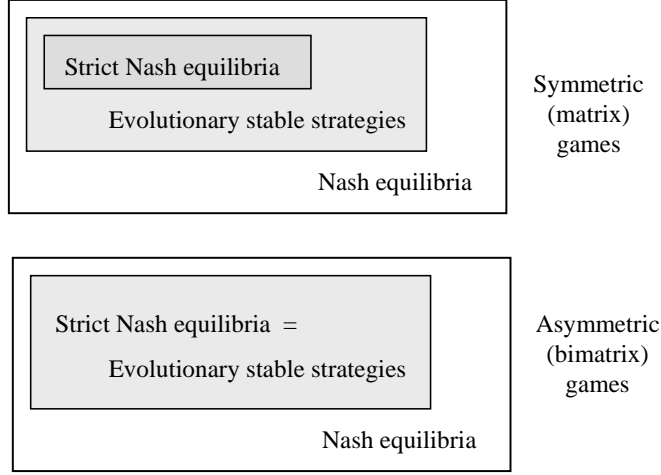 Strict Nash equilibria
Evolutionary stable strategies
Nash equilibria
Symmetric
(matrix)
games
Strict Nash equilibria =
Evolutionary stable strategies
Nash equilibria
Asymmetric
(bimatrix)
games